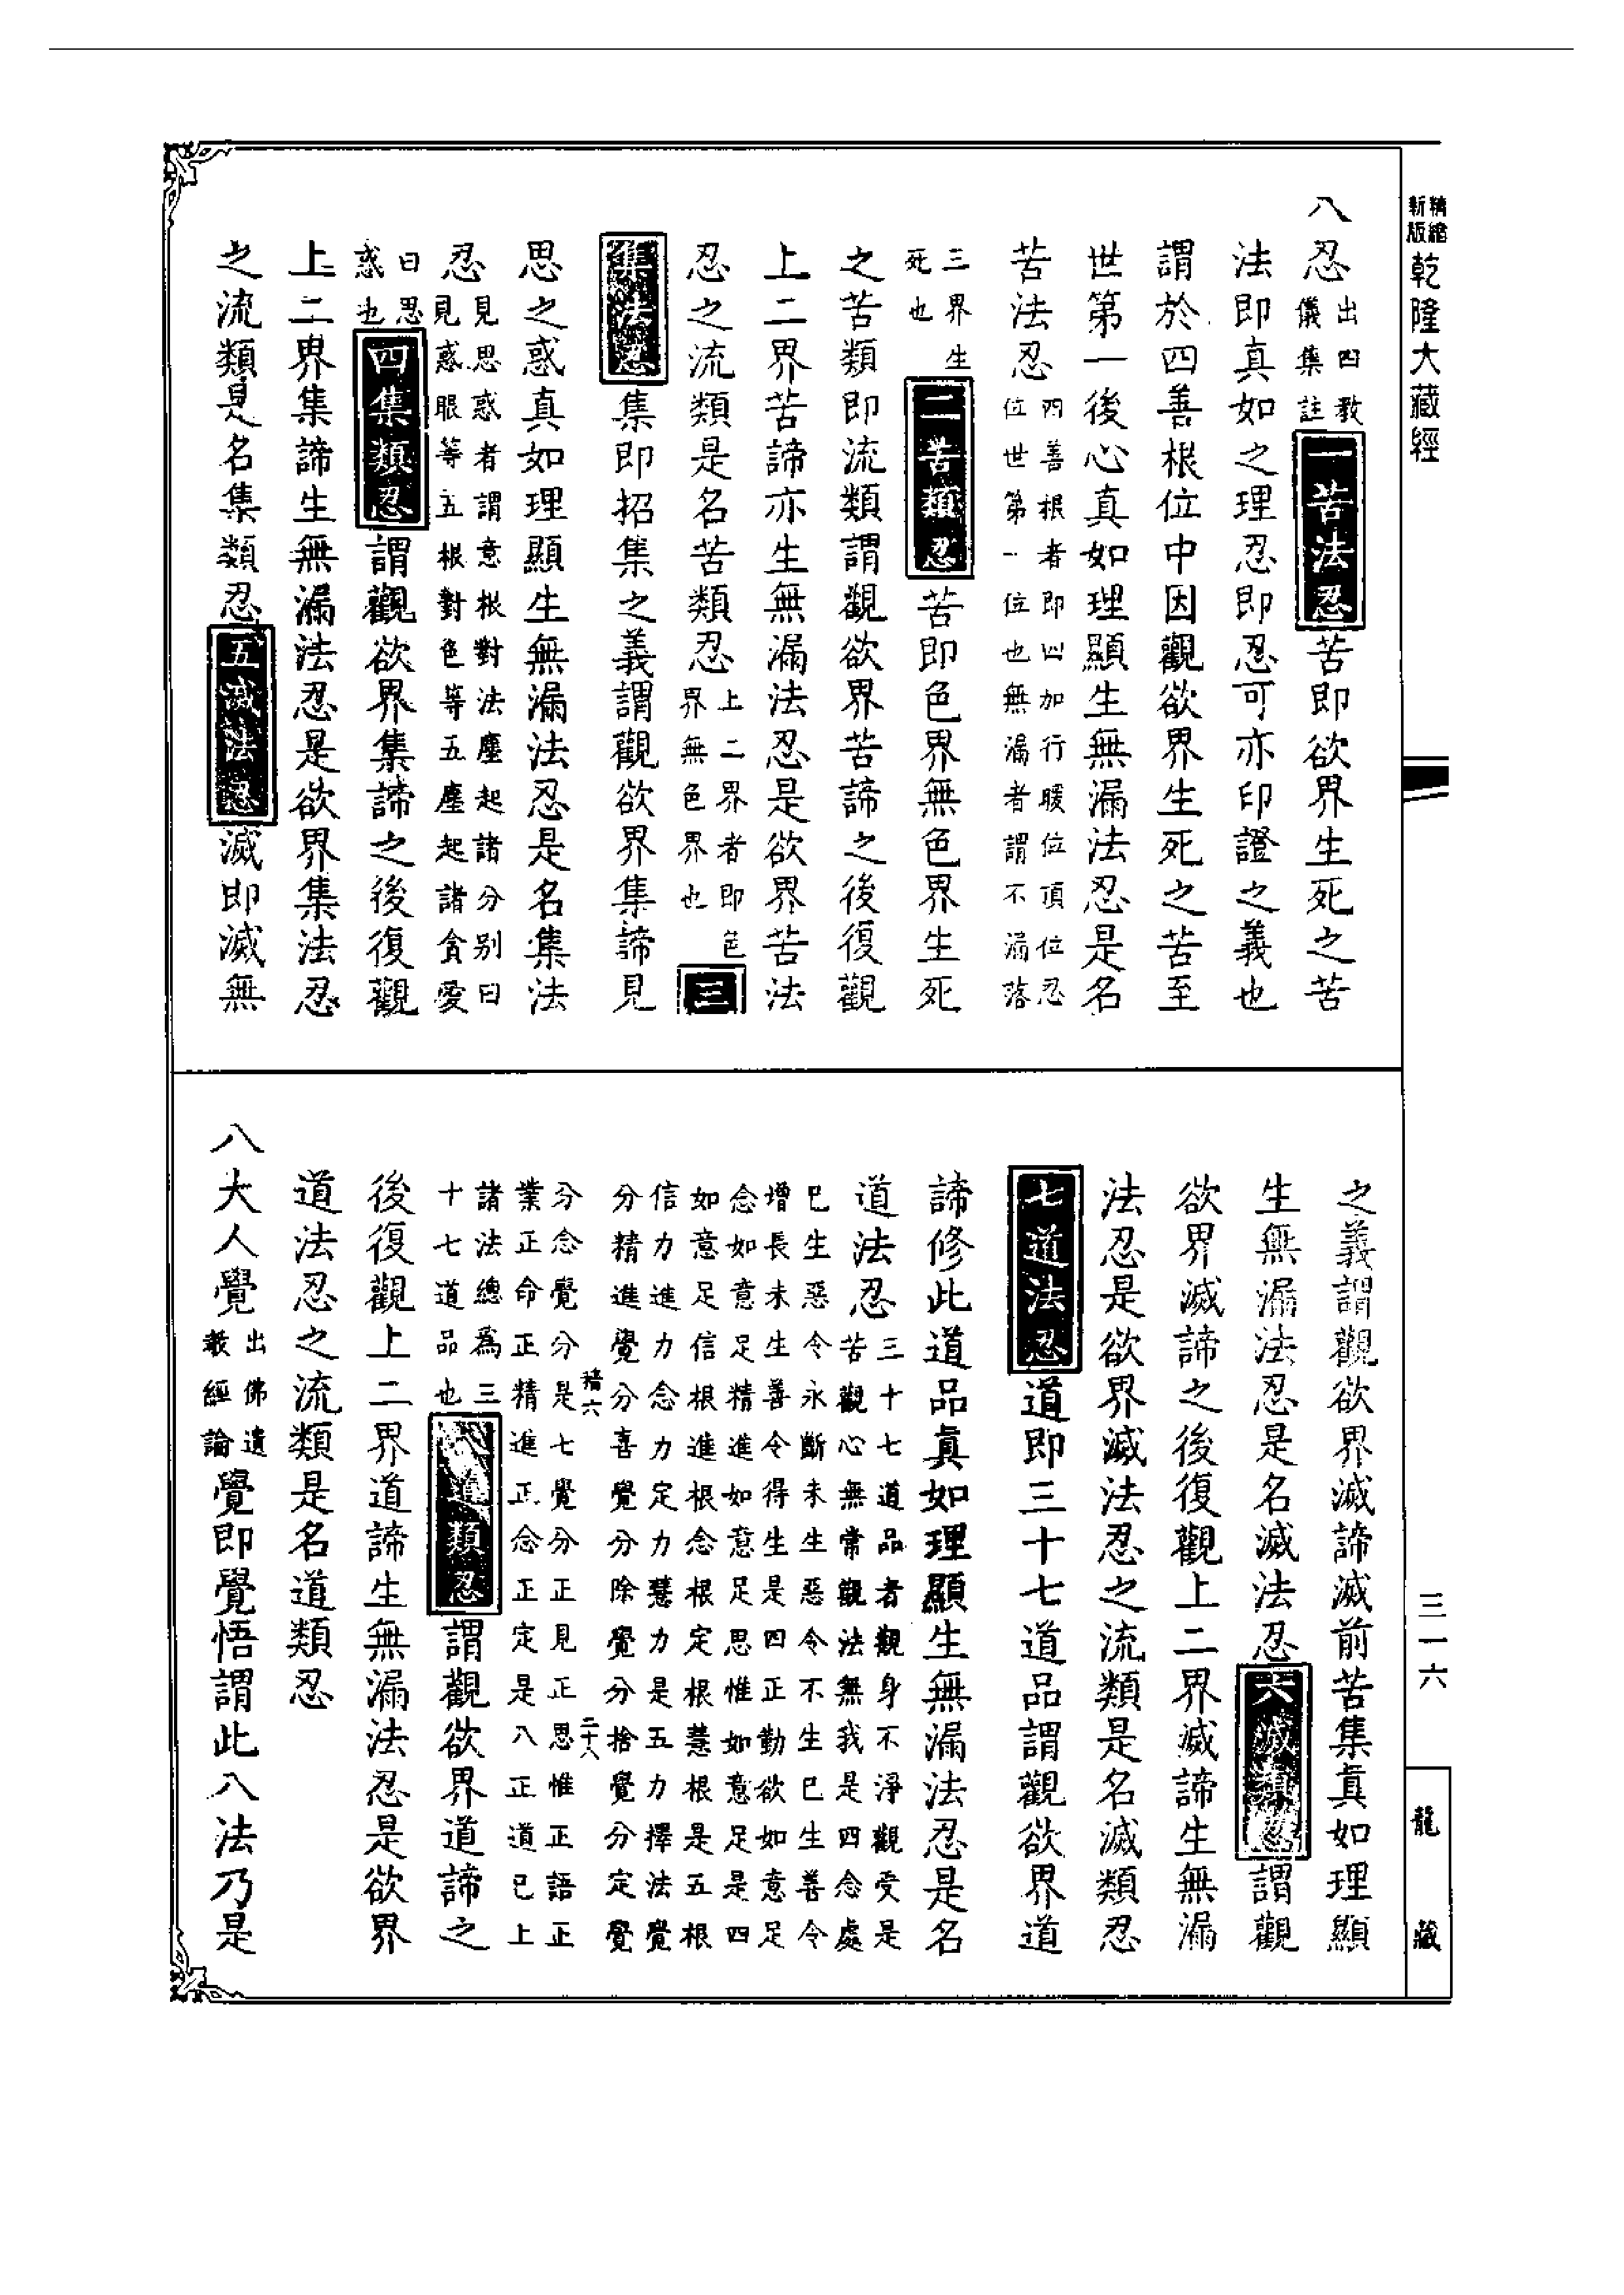 精縮新版 乾隆大藏經
八忍出四教儀集註一苦法忍苦即欲界生死之苦
法即真如之理忍即忍可亦印證之義也
謂於四善根位中因觀欲界生死之苦至
世第一後心真如理顯生無漏法忍是名
苦法忍四善根者即四加行暖位頂位忍位世第一位也無漏者謂不漏落
三界生死也二苦類忍苦即色界無色界生死
之苦類即流類謂觀欲界苦諦之後復觀
上二界苦諦亦生無漏法忍是欲界苦法
忍之流類是名苦類忍上二界者即色界無色界也三
集法忍集即招集之義謂觀欲界集諦見
思之惑真如理顯生無漏法忍是名集法
忍見思惑者謂意根對法塵起諸分別曰見惑眼等五根對色等五塵起諸貪愛
曰思惑也四集類忍謂觀欲界集諦之後復觀
上二界集諦生無漏法忍是欲界集法忍
之流類是名集類忍五滅法忍滅即滅無
之義謂觀欲界滅諦滅前苦集真如理顯
生無漏法忍是名滅法忍六滅類忍謂觀
欲界滅諦之後復觀上二界滅諦生無漏
法忍是欲界滅法忍之流類是名滅類忍
七道法忍道即三十七道品謂觀欲界道
諦修此道品真如理顯生無漏法忍是名
道法忍三十七道品者觀身不淨觀受是苦觀心無常觀法無我是四念處
已生惡令永斷未生惡令不生已生善令增長未生善令得生是四正勤欲如意足
念如意足精進如意足思惟如意足是四如意足信根進根念根定根慧根是五根
信力進力念力定力慧力是五力擇法覺分精進覺分喜覺分除覺分捨覺分定覺
分念覺分是七覺分正見正思惟正語正業正命正精進正念正定是八正道已上
諸法總為三十七道品也八道類忍謂觀欲界道諦之
後復觀上二界道諦生無漏法忍是欲界
道法忍之流類是名道類忍
八大人覺出佛遺教經論覺即覺悟謂此八法乃是
三一六
龍藏